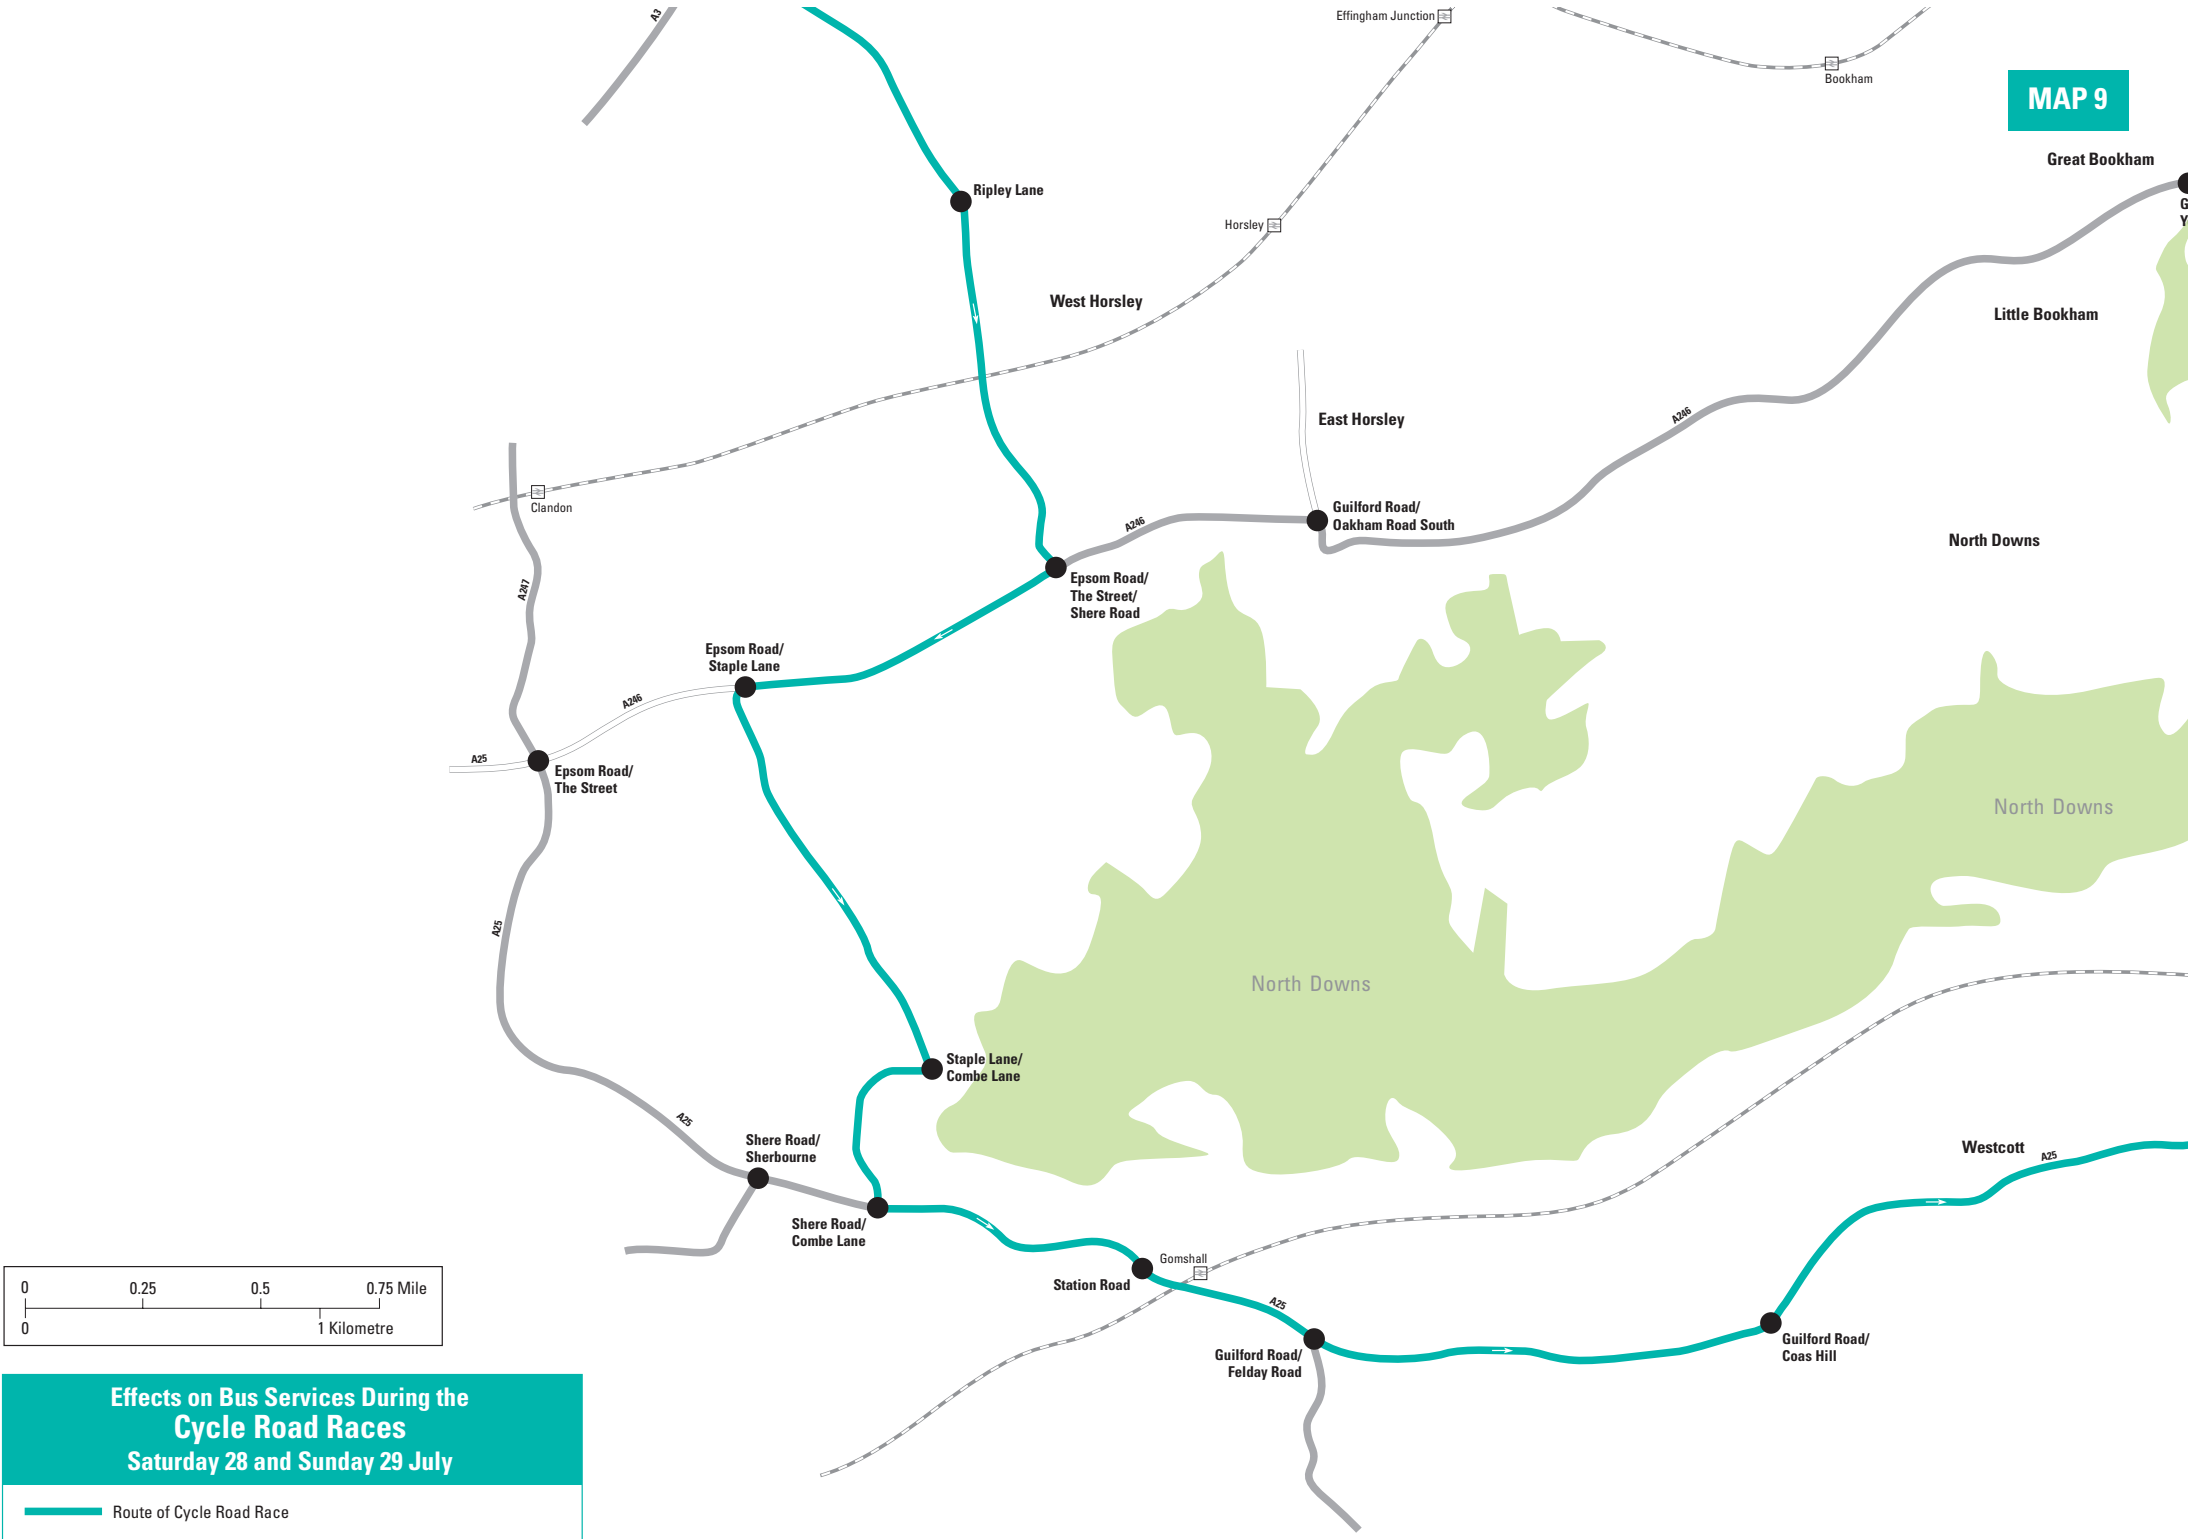 A3
Effingham Junction
Bookham
MAP 9
Great Bookham
Ripley Lane
G
Y
Horsley
West Horsley
Little Bookham
East Horsley
A246
Clandon
Guilford Road/
Oakham Road South
A246
North Downs
A247
Epsom Road/
The Street/
Shere Road
Epsom Road/
Staple Lane
A246
A25
Epsom Road/
The Street
North Downs
A25
North Downs
Staple Lane/
Combe Lane
A25
Shere Road/
Sherbourne
Westcott
A25
Shere Road/
Combe Lane
Gomshall
Station Road
A25
Guilford Road/
Felday Road
Guilford Road/
Coas Hill
0 0.25 0.5 0.75 Mile
0 1 Kilometre
Effects on Bus Services During the
Cycle Road Races
Saturday 28 and Sunday 29 July
Route of Cycle Road Race